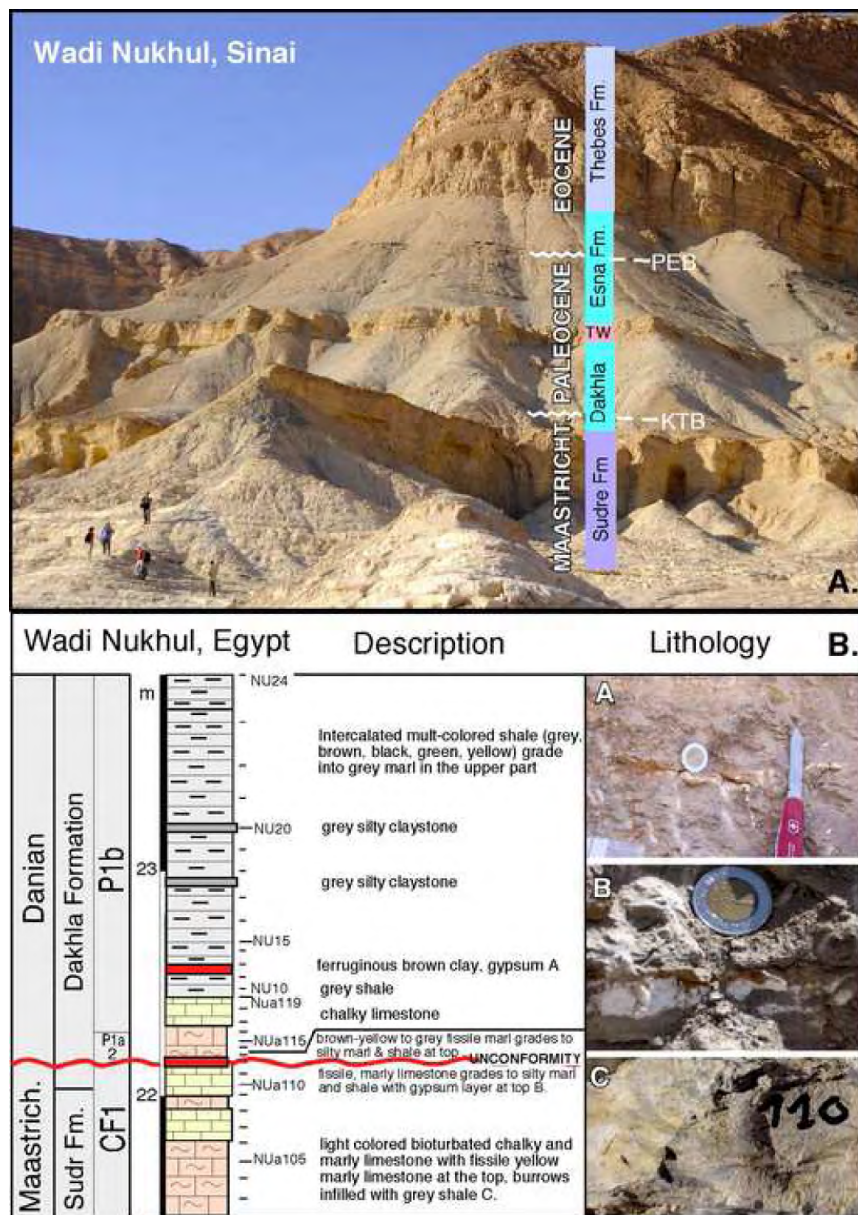 Wadi Nukhul, Sinai
EOCENE
PALEOCENE
MAASTRICHT.
Thebes Fm.
Esna Fm.
TW
Dakhla
Sudre Fm
PEB
KTB
A.
Wadi Nukhul, Egypt
Description
Lithology
B.
Danian
Maastrich.
Dakhla Formation
Sudr Fm.
P1b
P1a
2
CF1
m
23
22
NU24
NU20
NU15
NU10
Nua119
NUa115
NUa110
NUa105
Intercalated mult-colored shale (grey,
brown, black, green, yellow) grade
into grey marl in the upper part
grey silty claystone
grey silty claystone
ferruginous brown clay, gypsum A
grey shale
chalky limestone
brown-yellow to grey fissile marl grades to
silty marl & shale at top
UNCONFORMITY
fissile, marly limestone grades to silty marl
and shale with gypsum layer at top B.
light colored bioturbated chalky and
marly limestone with fissile yellow
marly limestone at the top, burrows
infilled with grey shale C.
A
B
C
110